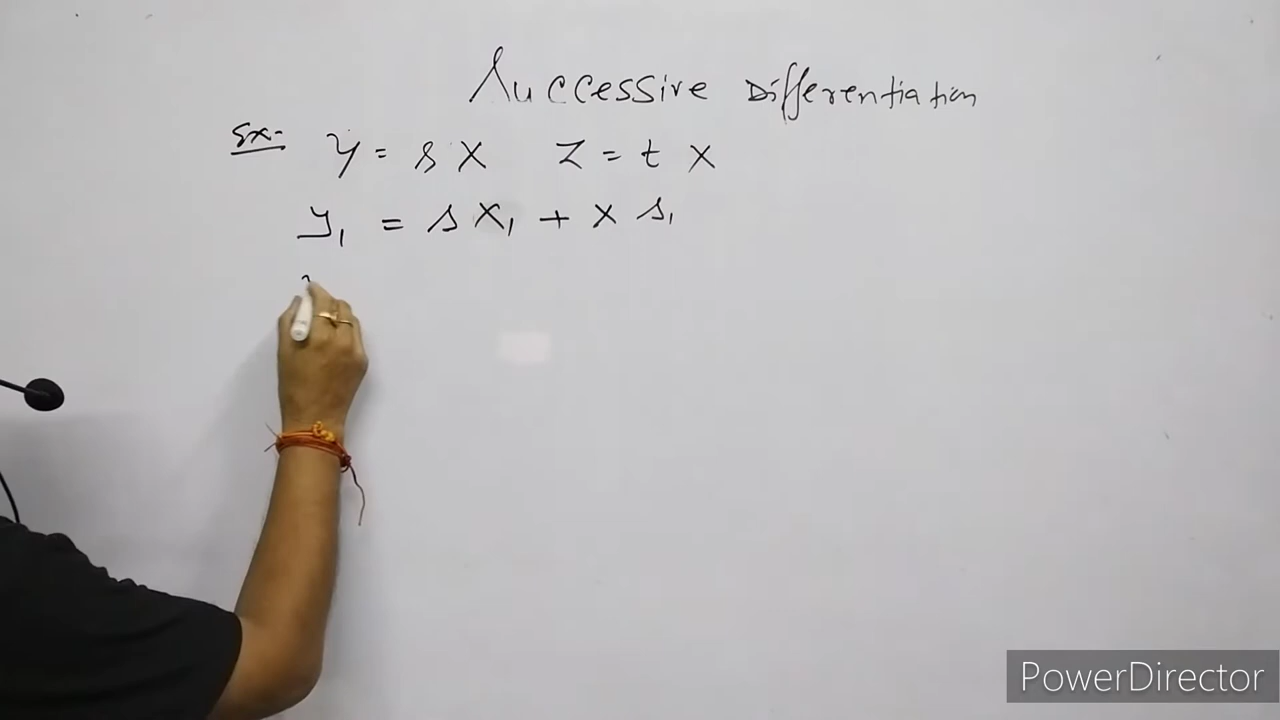 Successive Differentiation
Ex- y = s X z = t X
y₁ = s X₁ + X s₁
PowerDirector